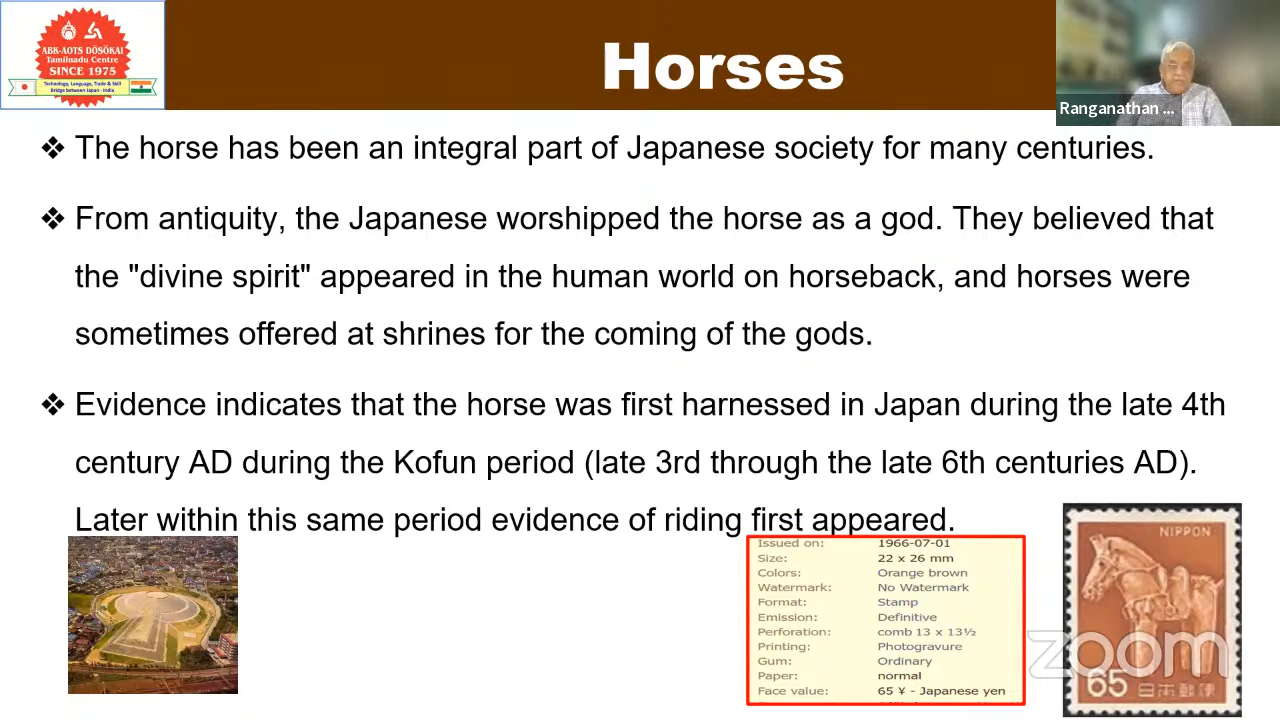 ABK-AOTS DŌSŌKAI
Tamilnadu Centre
SINCE 1975
Technology, Language, Trade & Skill
Bridge between Japan - India
Horses
Ranganathan ...
❖ The horse has been an integral part of Japanese society for many centuries.
❖ From antiquity, the Japanese worshipped the horse as a god. They believed that
the "divine spirit" appeared in the human world on horseback, and horses were
sometimes offered at shrines for the coming of the gods.
❖ Evidence indicates that the horse was first harnessed in Japan during the late 4th
century AD during the Kofun period (late 3rd through the late 6th centuries AD).
Later within this same period evidence of riding first appeared.
Issued on: 1966-07-01
Size: 22 x 26 mm
Colors: Orange brown
Watermark: No Watermark
Format: Stamp
Emission: Definitive
Perforation: comb 13 x 13½
Printing: Photogravure
Gum: Ordinary
Paper: normal
Face value: 65 ¥ - Japanese yen
NIPPON
zoom
65 日本郵便